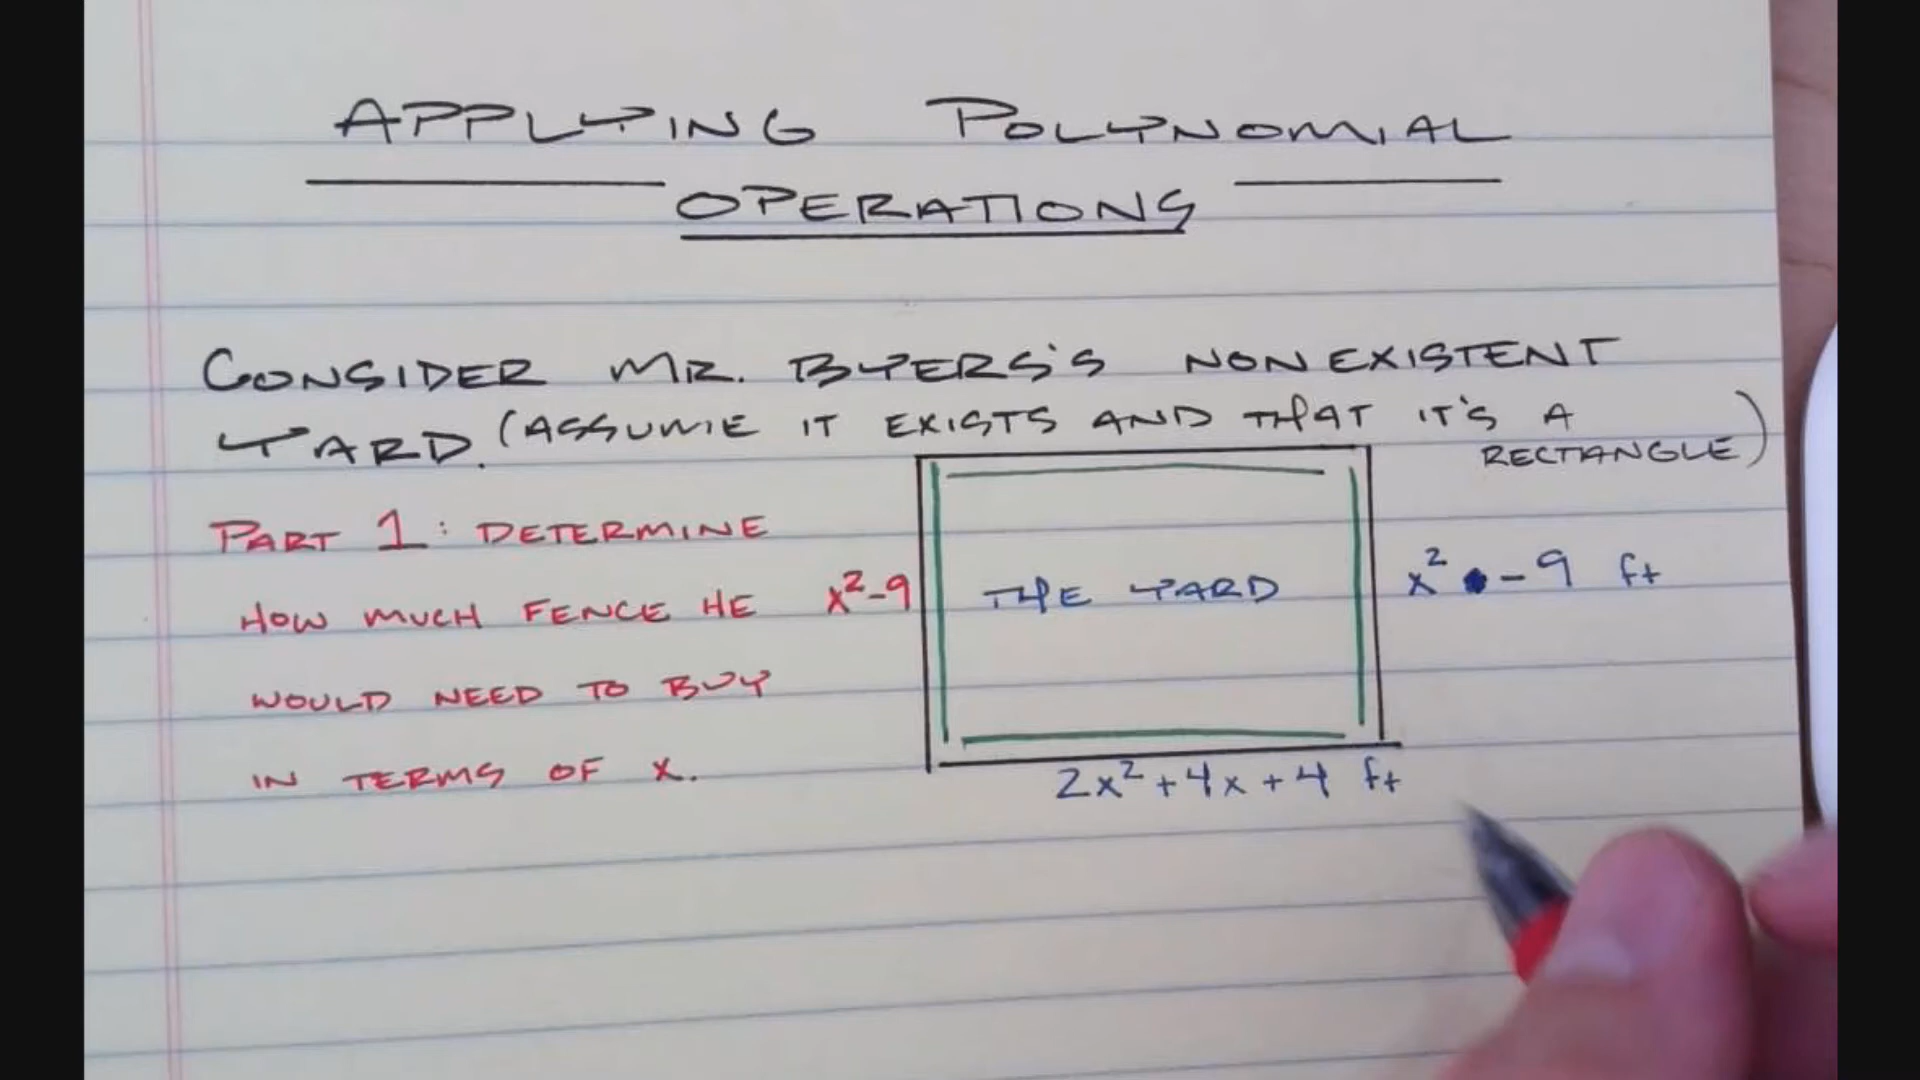 APPLYING POLYNOMIAL
OPERATIONS
CONSIDER MR. BYERS'S NONEXISTENT
YARD. (ASSUME IT EXISTS AND THAT IT'S A
RECTANGLE)
PART 1: DETERMINE
HOW MUCH FENCE HE
WOULD NEED TO BUY
IN TERMS OF X.
x²-9
THE YARD
x² - 9 ft
2x² + 4x + 4 ft